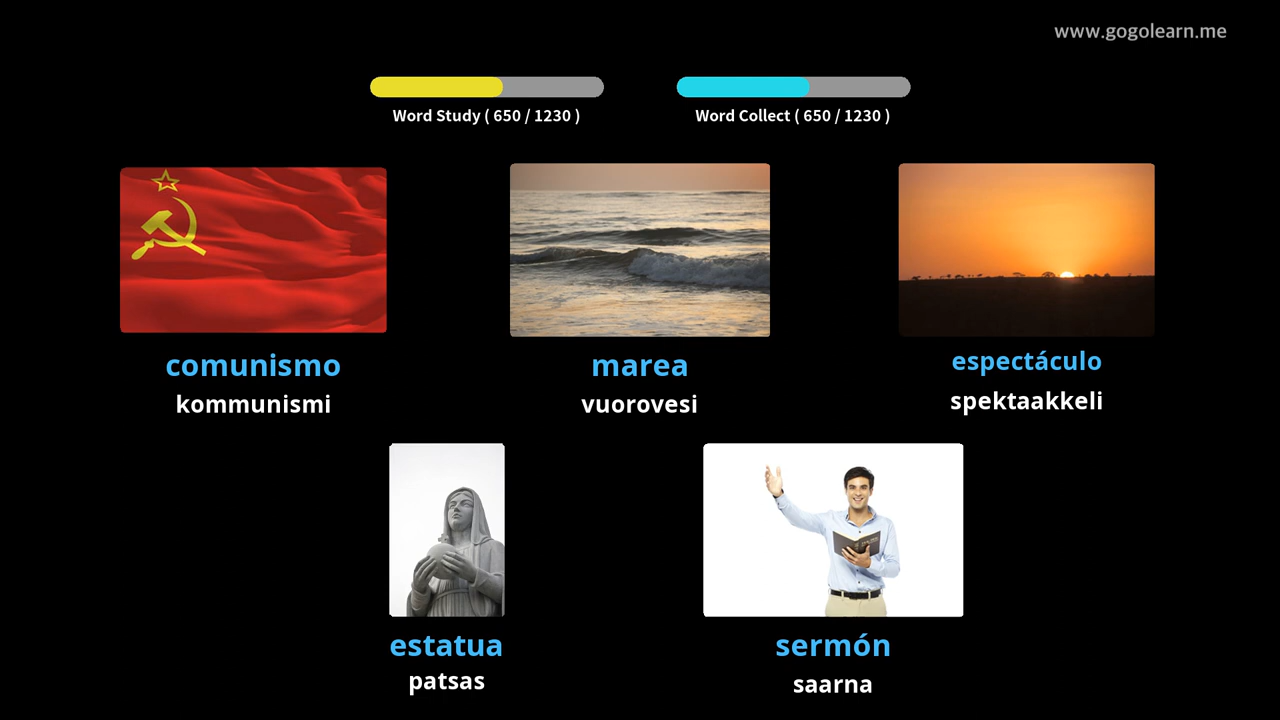 www.gogolearn.me
Word Study ( 650 / 1230 )
Word Collect ( 650 / 1230 )
comunismo
kommunismi
marea
vuorovesi
espectáculo
spektaakkeli
estatua
patsas
sermón
saarna